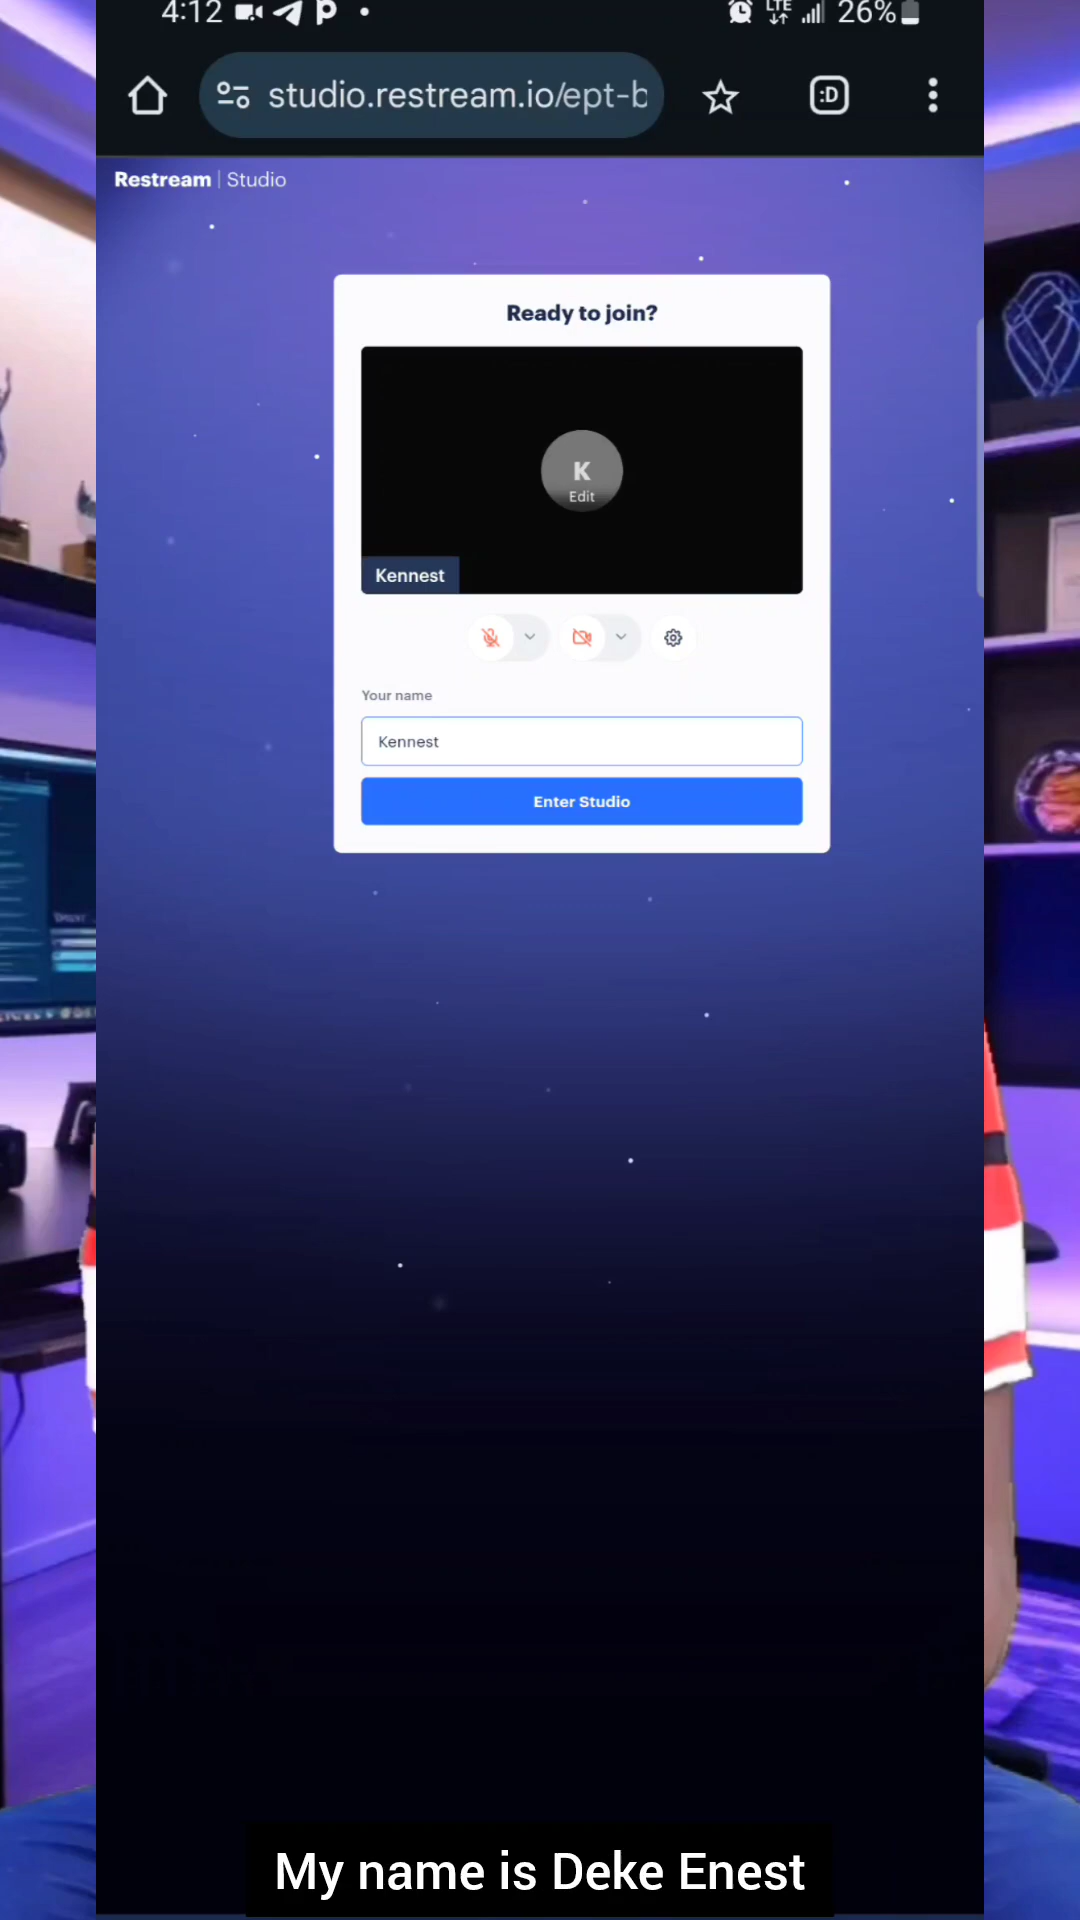 4:12
LTE
26%
studio.restream.io/ept-b
:D
Restream | Studio
Ready to join?
K
Edit
Kennest
Your name
Kennest
Enter Studio
My name is Deke Enest